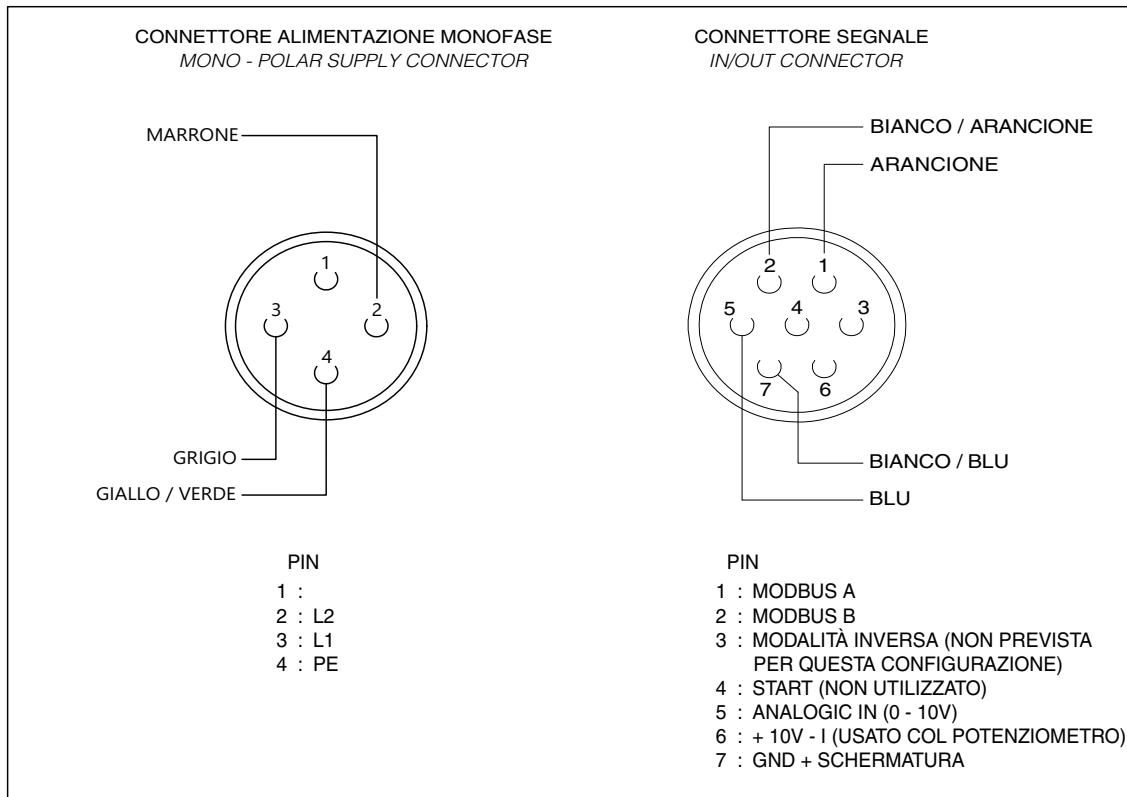 CONNETTORE ALIMENTAZIONE MONOFASE
MONO - POLAR SUPPLY CONNECTOR
MARRONE
1
3
2
4
GRIGIO
GIALLO / VERDE
PIN
1 :
2 : L2
3 : L1
4 : PE
CONNETTORE SEGNALE
IN/OUT CONNECTOR
BIANCO / ARANCIONE
ARANCIONE
2
1
5
4
3
7
6
BIANCO / BLU
BLU
PIN
1 : MODBUS A
2 : MODBUS B
3 : MODALITÀ INVERSA (NON PREVISTA
PER QUESTA CONFIGURAZIONE)
4 : START (NON UTILIZZATO)
5 : ANALOGIC IN (0 - 10V)
6 : + 10V - I (USATO COL POTENZIOMETRO)
7 : GND + SCHERMATURA